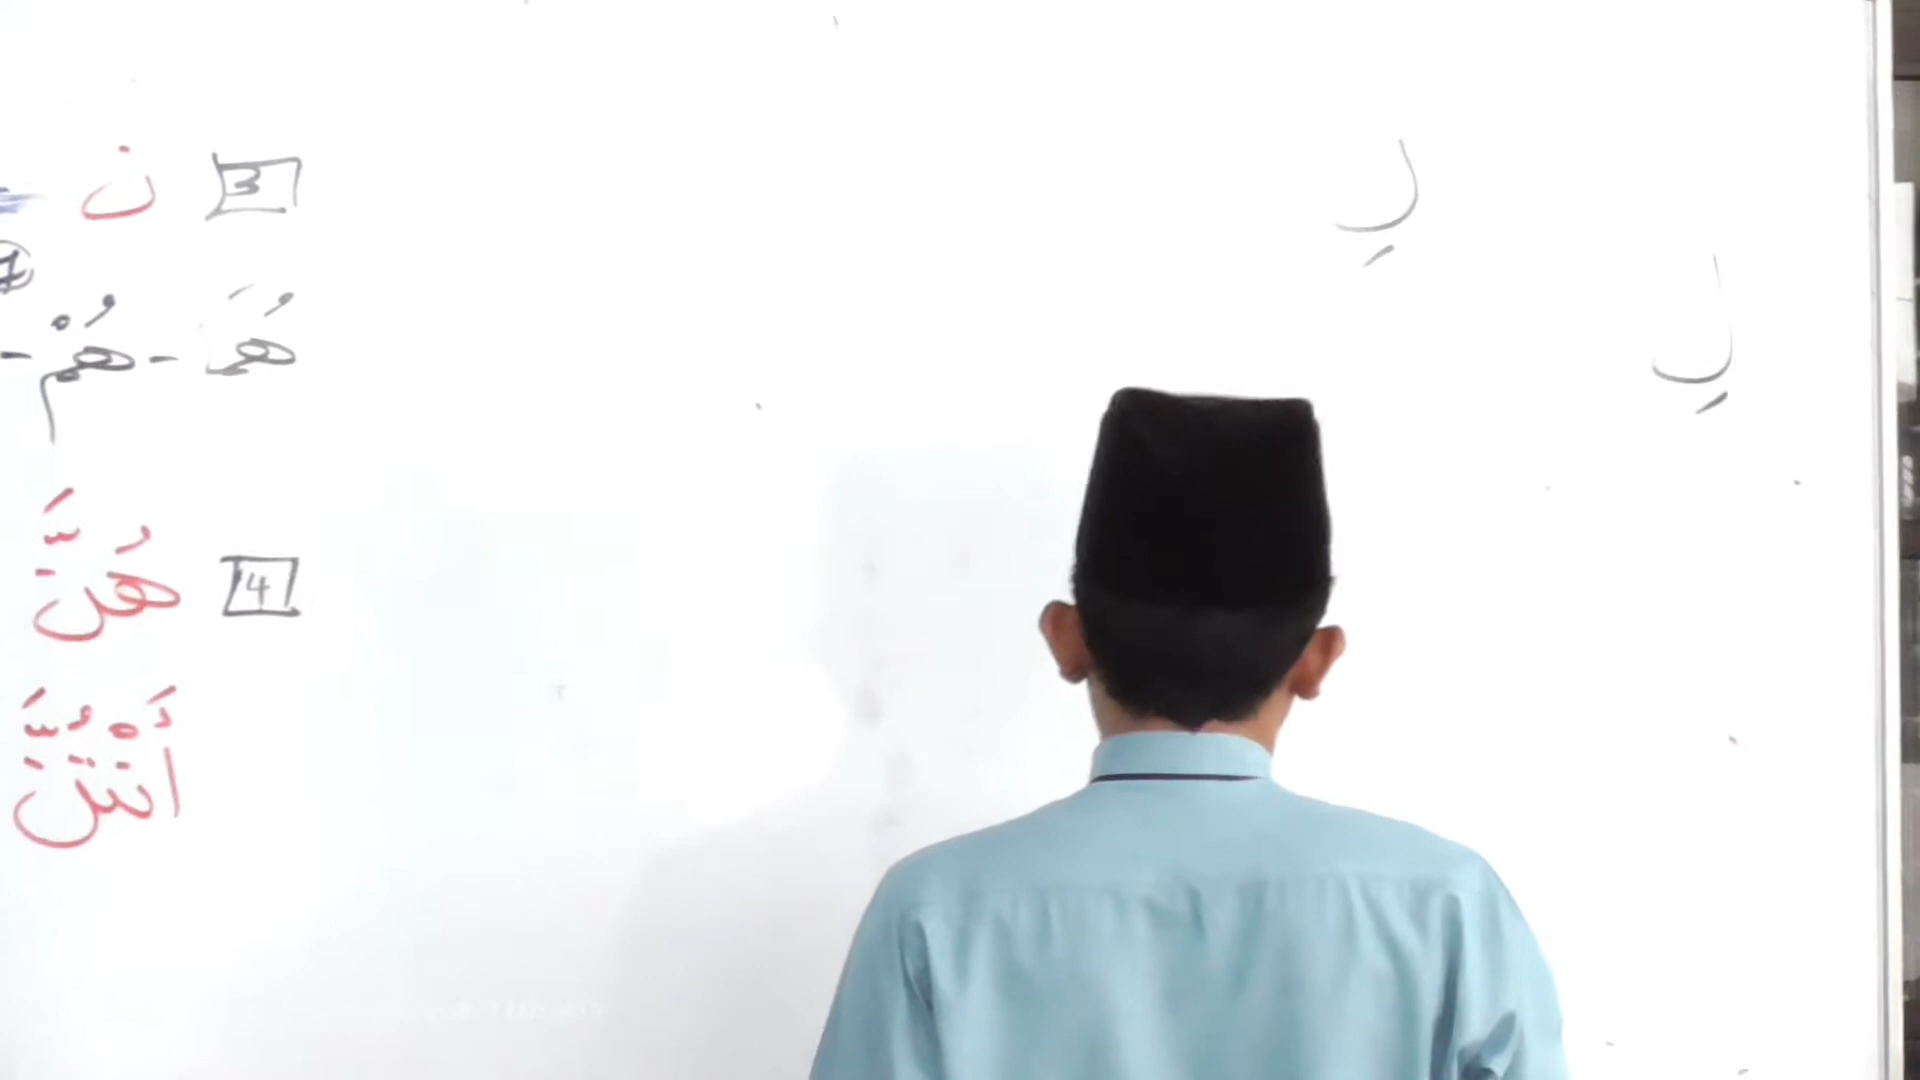 لِ
لِ
3 ن
هُمَ - هُمْ -
4 هُنَّ
أَنْتُنَّ